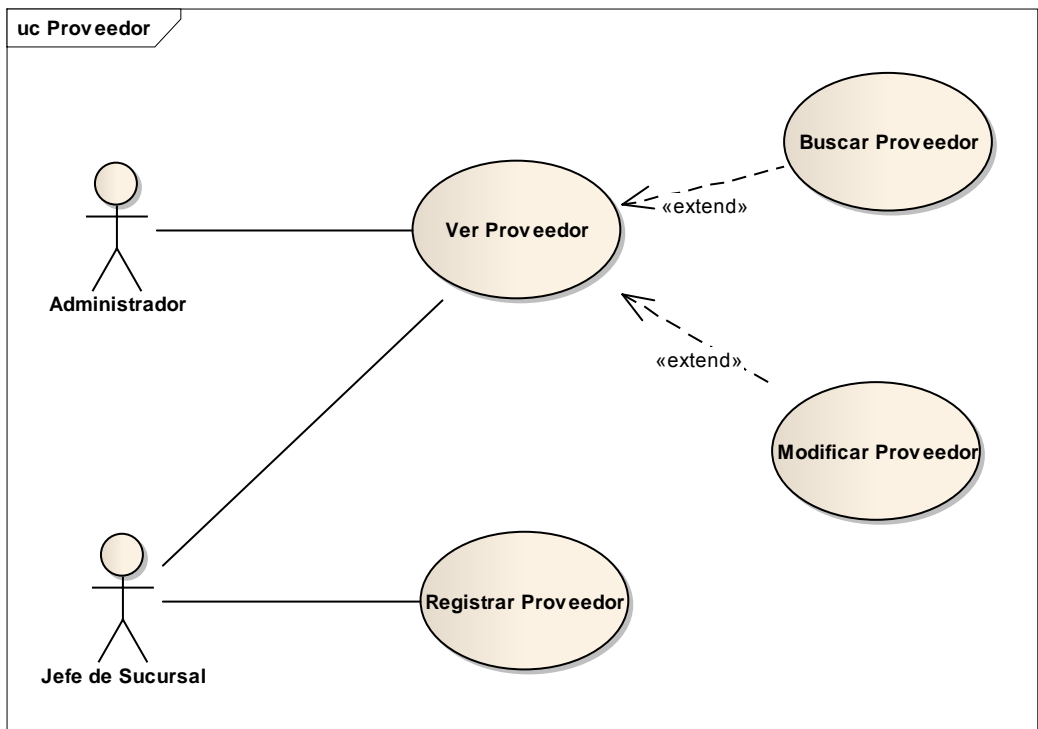 uc Proveedor
Buscar Proveedor
Ver Proveedor
«extend»
Administrador
«extend»
Modificar Proveedor
Registrar Proveedor
Jefe de Sucursal